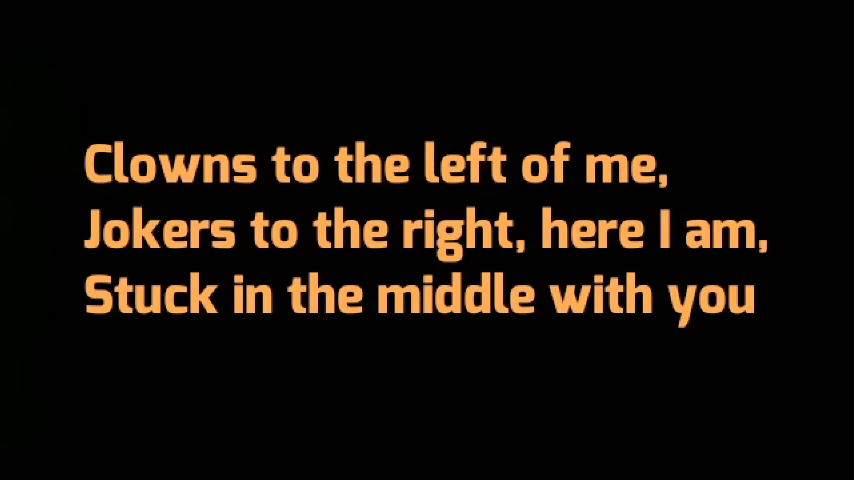 Clowns to the left of me,
Jokers to the right, here I am,
Stuck in the middle with you